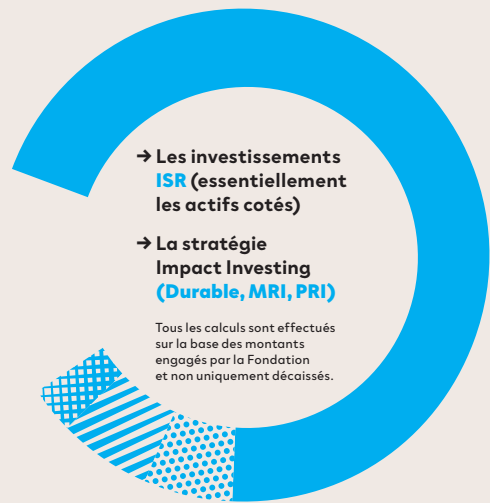 → Les investissements
ISR (essentiellement
les actifs cotés)
→ La stratégie
Impact Investing
(Durable, MRI, PRI)
Tous les calculs sont effectués
sur la base des montants
engagés par la Fondation
et non uniquement décaissés.